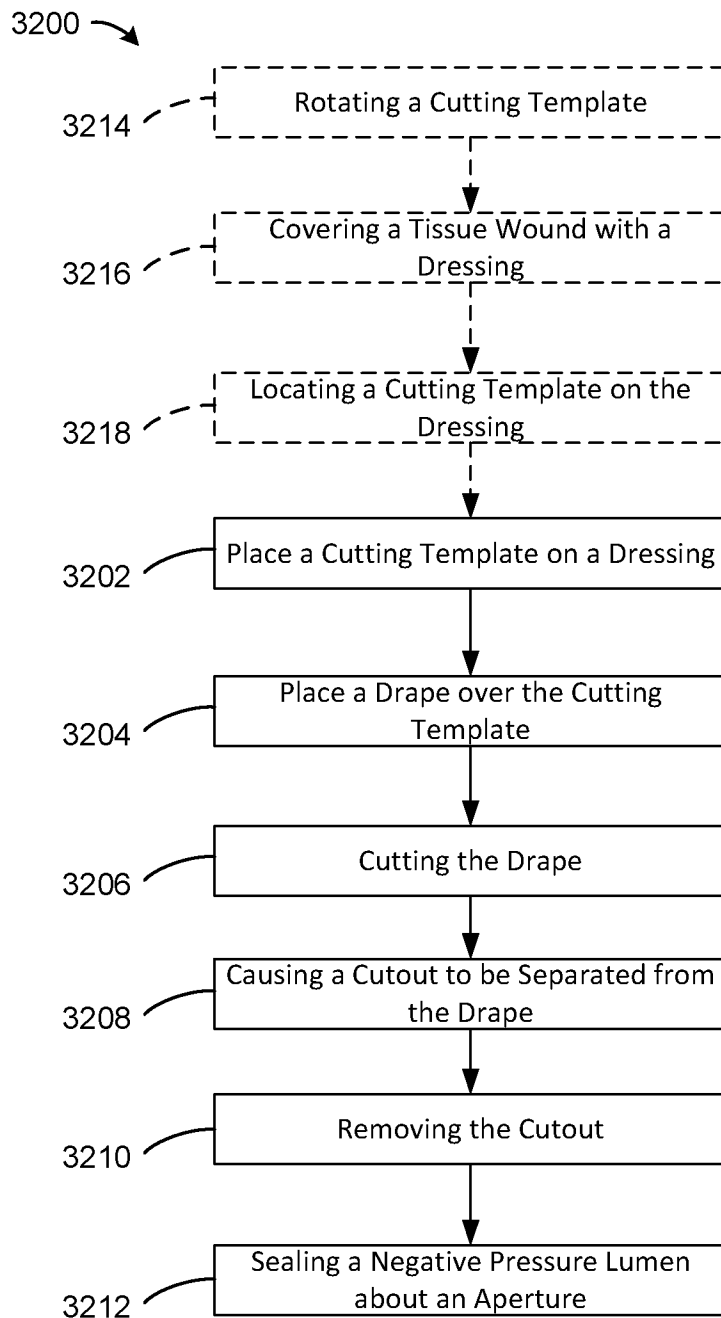 3200
3214
Rotating a Cutting Template
3216
Covering a Tissue Wound with a
Dressing
3218
Locating a Cutting Template on the
Dressing
3202
Place a Cutting Template on a Dressing
3204
Place a Drape over the Cutting
Template
3206
Cutting the Drape
3208
Causing a Cutout to be Separated from
the Drape
3210
Removing the Cutout
3212
Sealing a Negative Pressure Lumen
about an Aperture